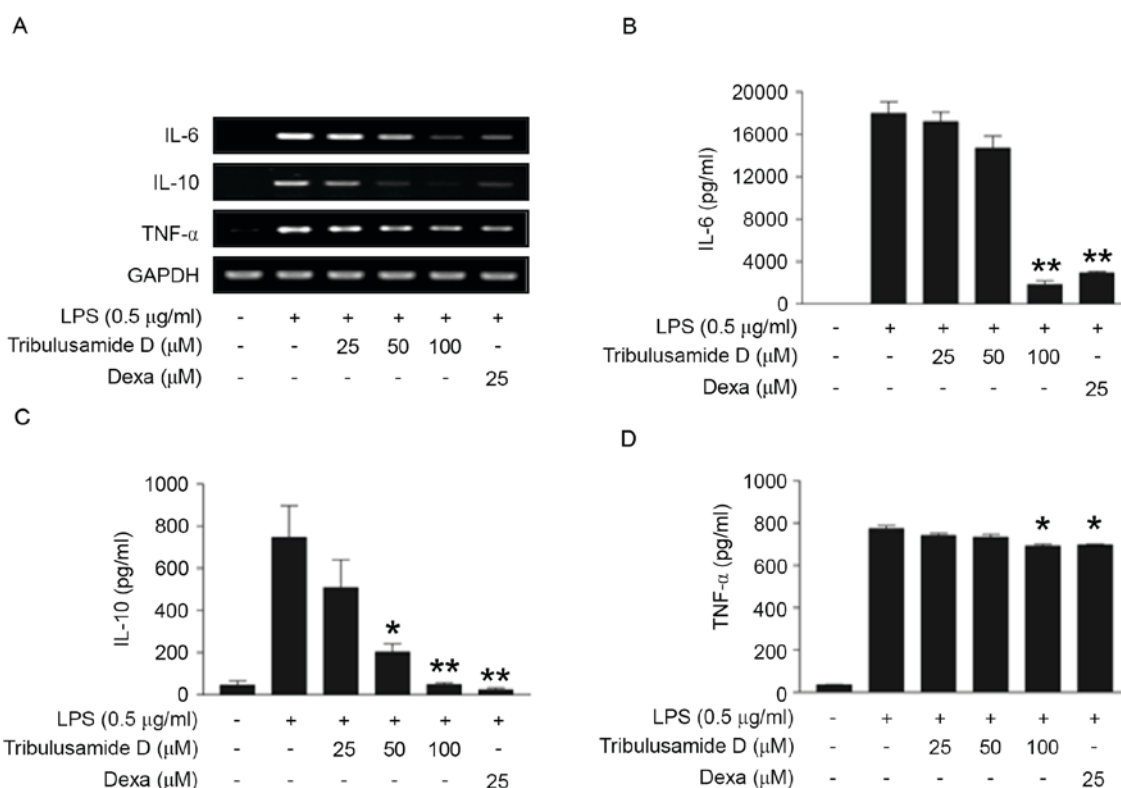 A
IL-6
IL-10
TNF-α
GAPDH
LPS (0.5 μg/ml) - + + + + +
Tribulusamide D (μM) - - 25 50 100 -
Dexa (μM) - - - - - 25
B
IL-6 (pg/ml)
20000
16000
12000
8000
4000
0
** **
LPS (0.5 μg/ml) - + + + + +
Tribulusamide D (μM) - - 25 50 100 -
Dexa (μM) - - - - - 25
C
IL-10 (pg/ml)
1000
800
600
400
200
0
* ** **
LPS (0.5 μg/ml) - + + + + +
Tribulusamide D (μM) - - 25 50 100 -
Dexa (μM) - - - - - 25
D
TNF-α (pg/ml)
1000
800
600
400
200
0
* *
LPS (0.5 μg/ml) - + + + + +
Tribulusamide D (μM) - - 25 50 100 -
Dexa (μM) - - - - - 25